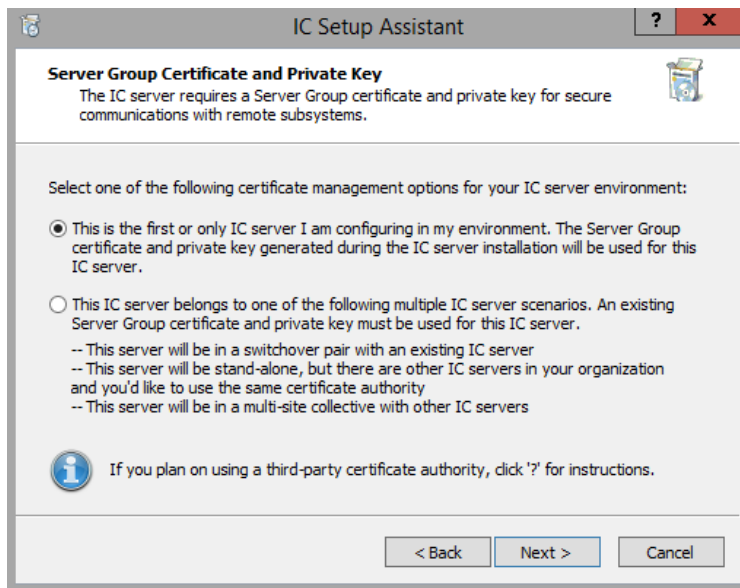 IC Setup Assistant
?
x
Server Group Certificate and Private Key
The IC server requires a Server Group certificate and private key for secure
communications with remote subsystems.
Select one of the following certificate management options for your IC server environment:
This is the first or only IC server I am configuring in my environment. The Server Group
certificate and private key generated during the IC server installation will be used for this
IC server.
This IC server belongs to one of the following multiple IC server scenarios. An existing
Server Group certificate and private key must be used for this IC server.
-- This server will be in a switchover pair with an existing IC server
-- This server will be stand-alone, but there are other IC servers in your organization
and you'd like to use the same certificate authority
-- This server will be in a multi-site collective with other IC servers
If you plan on using a third-party certificate authority, click '?' for instructions.
< Back
Next >
Cancel